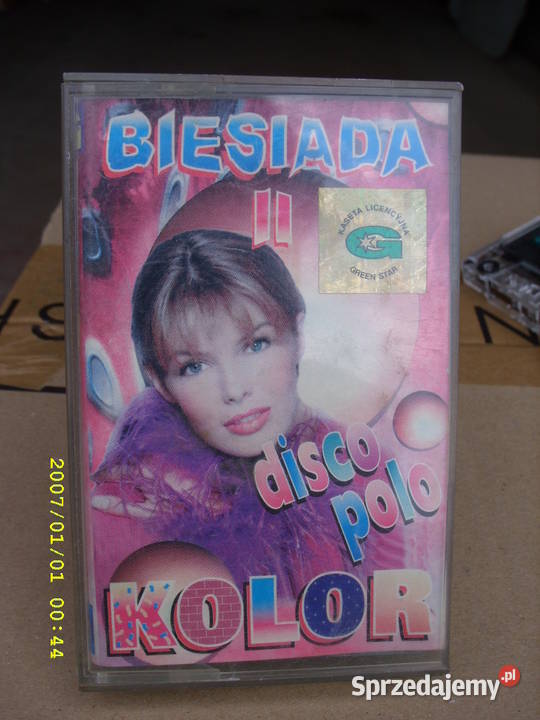 BIESIADA
II
KASETA LICENCYJNA
G
GREEN STAR
disco
polo
KOLOR
2007/01/01 00:44
Sprzedajemy.pl